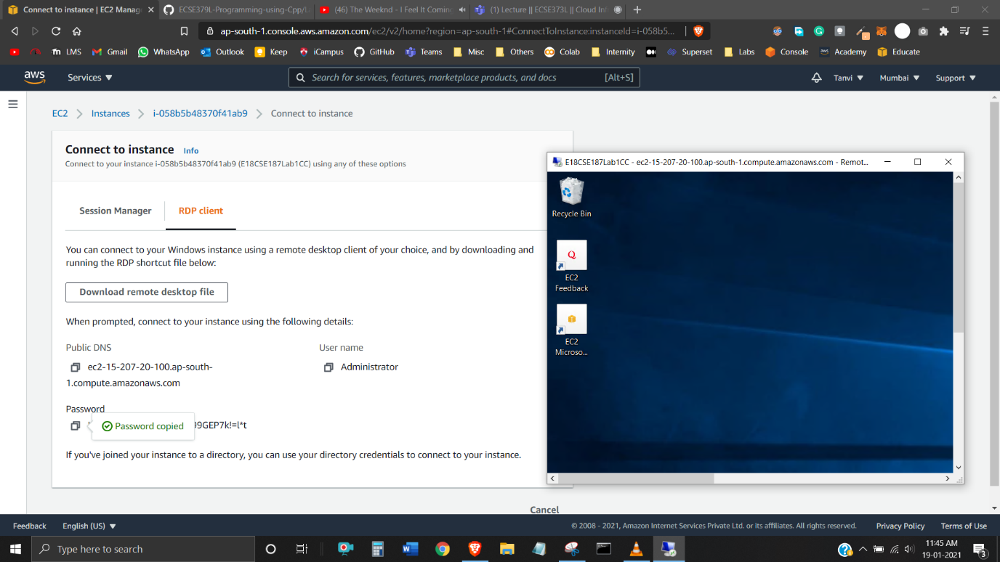 Connect to instance | EC2 Manag
ECSE379L-Programming-using-Cpp/L
(46) The Weeknd - I Feel It Coming
(1) Lecture || ECSE373L || Cloud Inf
ap-south-1.console.aws.amazon.com/ec2/v2/home?region=ap-south-1#ConnectToInstance:instanceId=i-058b5...
LMS
Gmail
WhatsApp
Outlook
Keep
iCampus
GitHub
Teams
Misc
Others
Colab
Internity
Superset
Labs
Console
Academy
Educate
aws
Services
Search for services, features, marketplace products, and docs
[Alt+S]
Tanvi
Mumbai
Support
EC2
Instances
i-058b5b48370f41ab9
Connect to instance
Connect to instance Info
Connect to your instance i-058b5b48370f41ab9 (E18CSE187Lab1CC) using any of these options
Session Manager
RDP client
You can connect to your Windows instance using a remote desktop client of your choice, and by downloading and
running the RDP shortcut file below:
Download remote desktop file
When prompted, connect to your instance using the following details:
Public DNS
User name
ec2-15-207-20-100.ap-south-
1.compute.amazonaws.com
Administrator
Password
Password copied
99GEP7k!=l*t
If you've joined your instance to a directory, you can use your directory credentials to connect to your instance.
Cancel
E18CSE187Lab1CC - ec2-15-207-20-100.ap-south-1.compute.amazonaws.com - Remot...
Recycle Bin
EC2
Feedback
EC2
Microso...
Feedback
English (US)
© 2008 - 2021, Amazon Internet Services Private Ltd. or its affiliates. All rights reserved.
Privacy Policy
Terms of Use
Type here to search
11:45 AM
19-01-2021
3